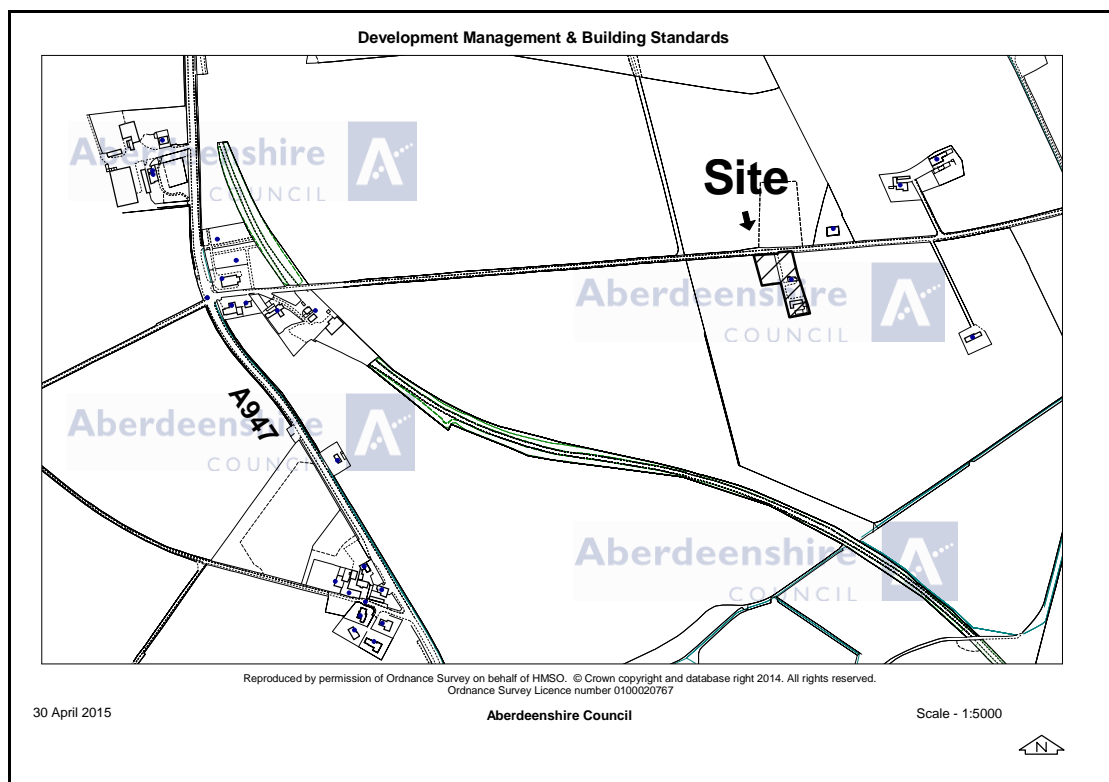 Development Management & Building Standards
Aberdeenshire
COUNCIL
Site
Aberdeenshire
COUNCIL
A947
Aberdeenshire
COUNCIL
Aberdeenshire
COUNCIL
Reproduced by permission of Ordnance Survey on behalf of HMSO. © Crown copyright and database right 2014. All rights reserved.
Ordnance Survey Licence number 0100020767
30 April 2015
Aberdeenshire Council
Scale - 1:5000
N